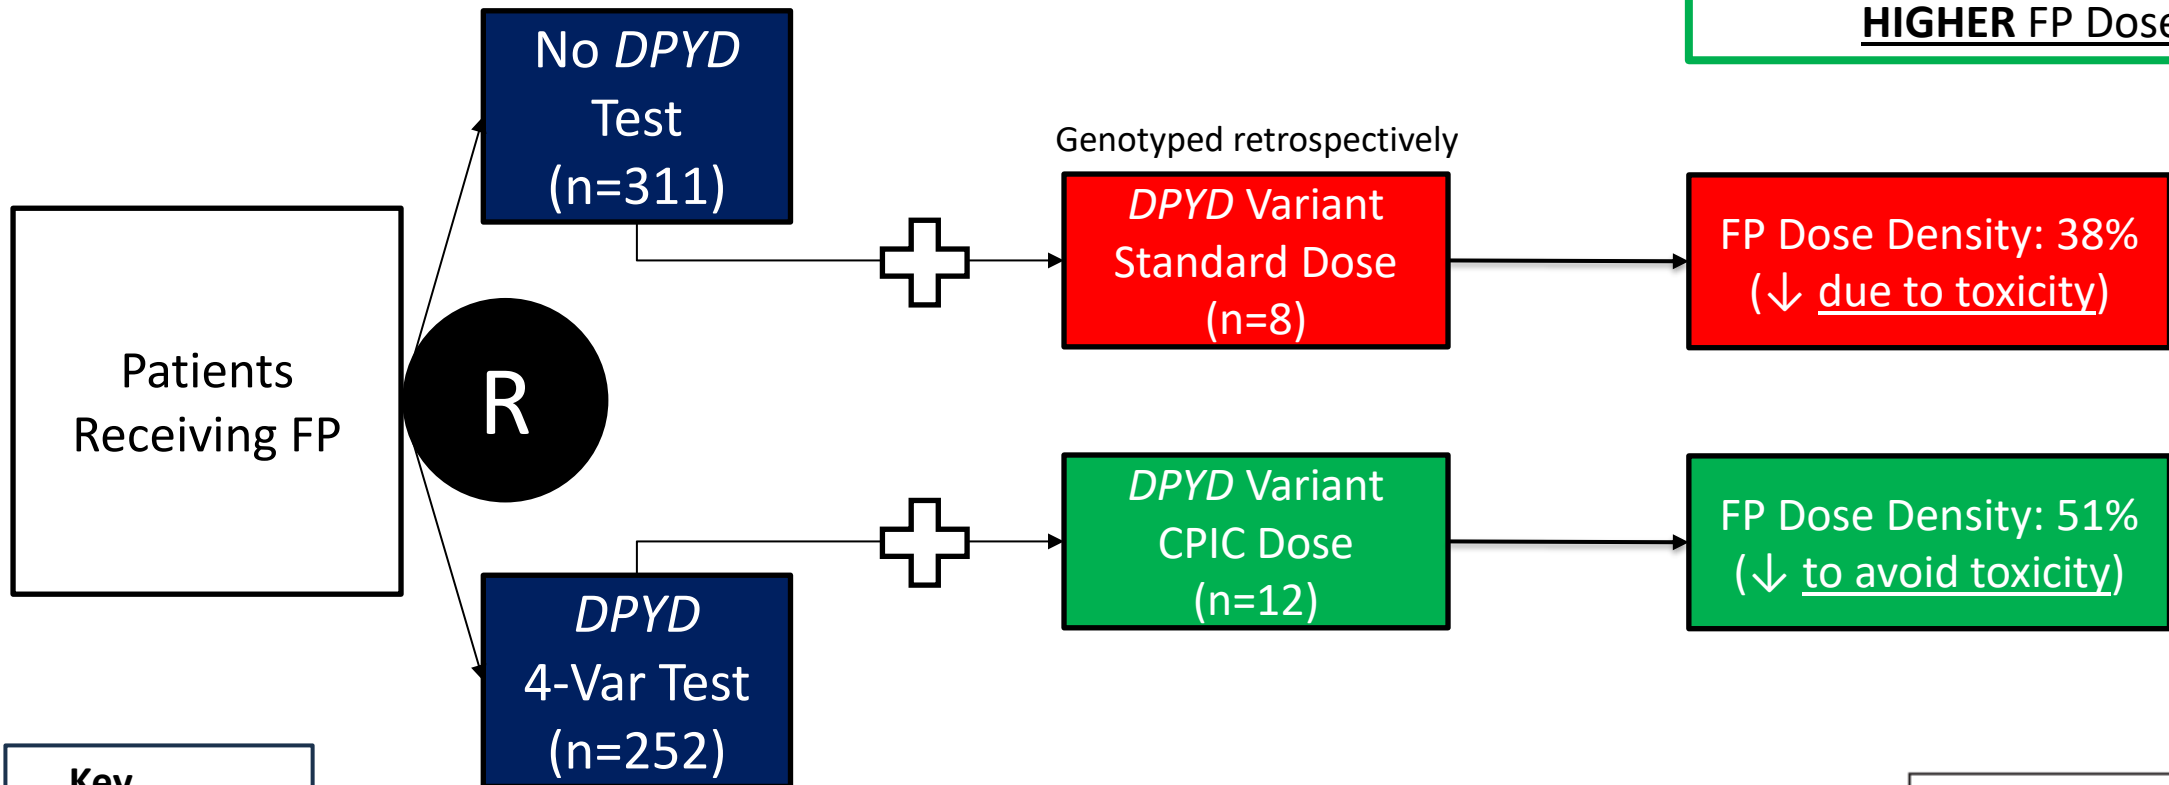 HIGHER FP Dose
No DPYD
Test
(n=311)
Genotyped retrospectively
DPYD Variant
Standard Dose
(n=8)
FP Dose Density: 38%
(↓ due to toxicity)
Patients
Receiving FP
R
DPYD Variant
CPIC Dose
(n=12)
FP Dose Density: 51%
(↓ to avoid toxicity)
DPYD
4-Var Test
(n=252)
Key